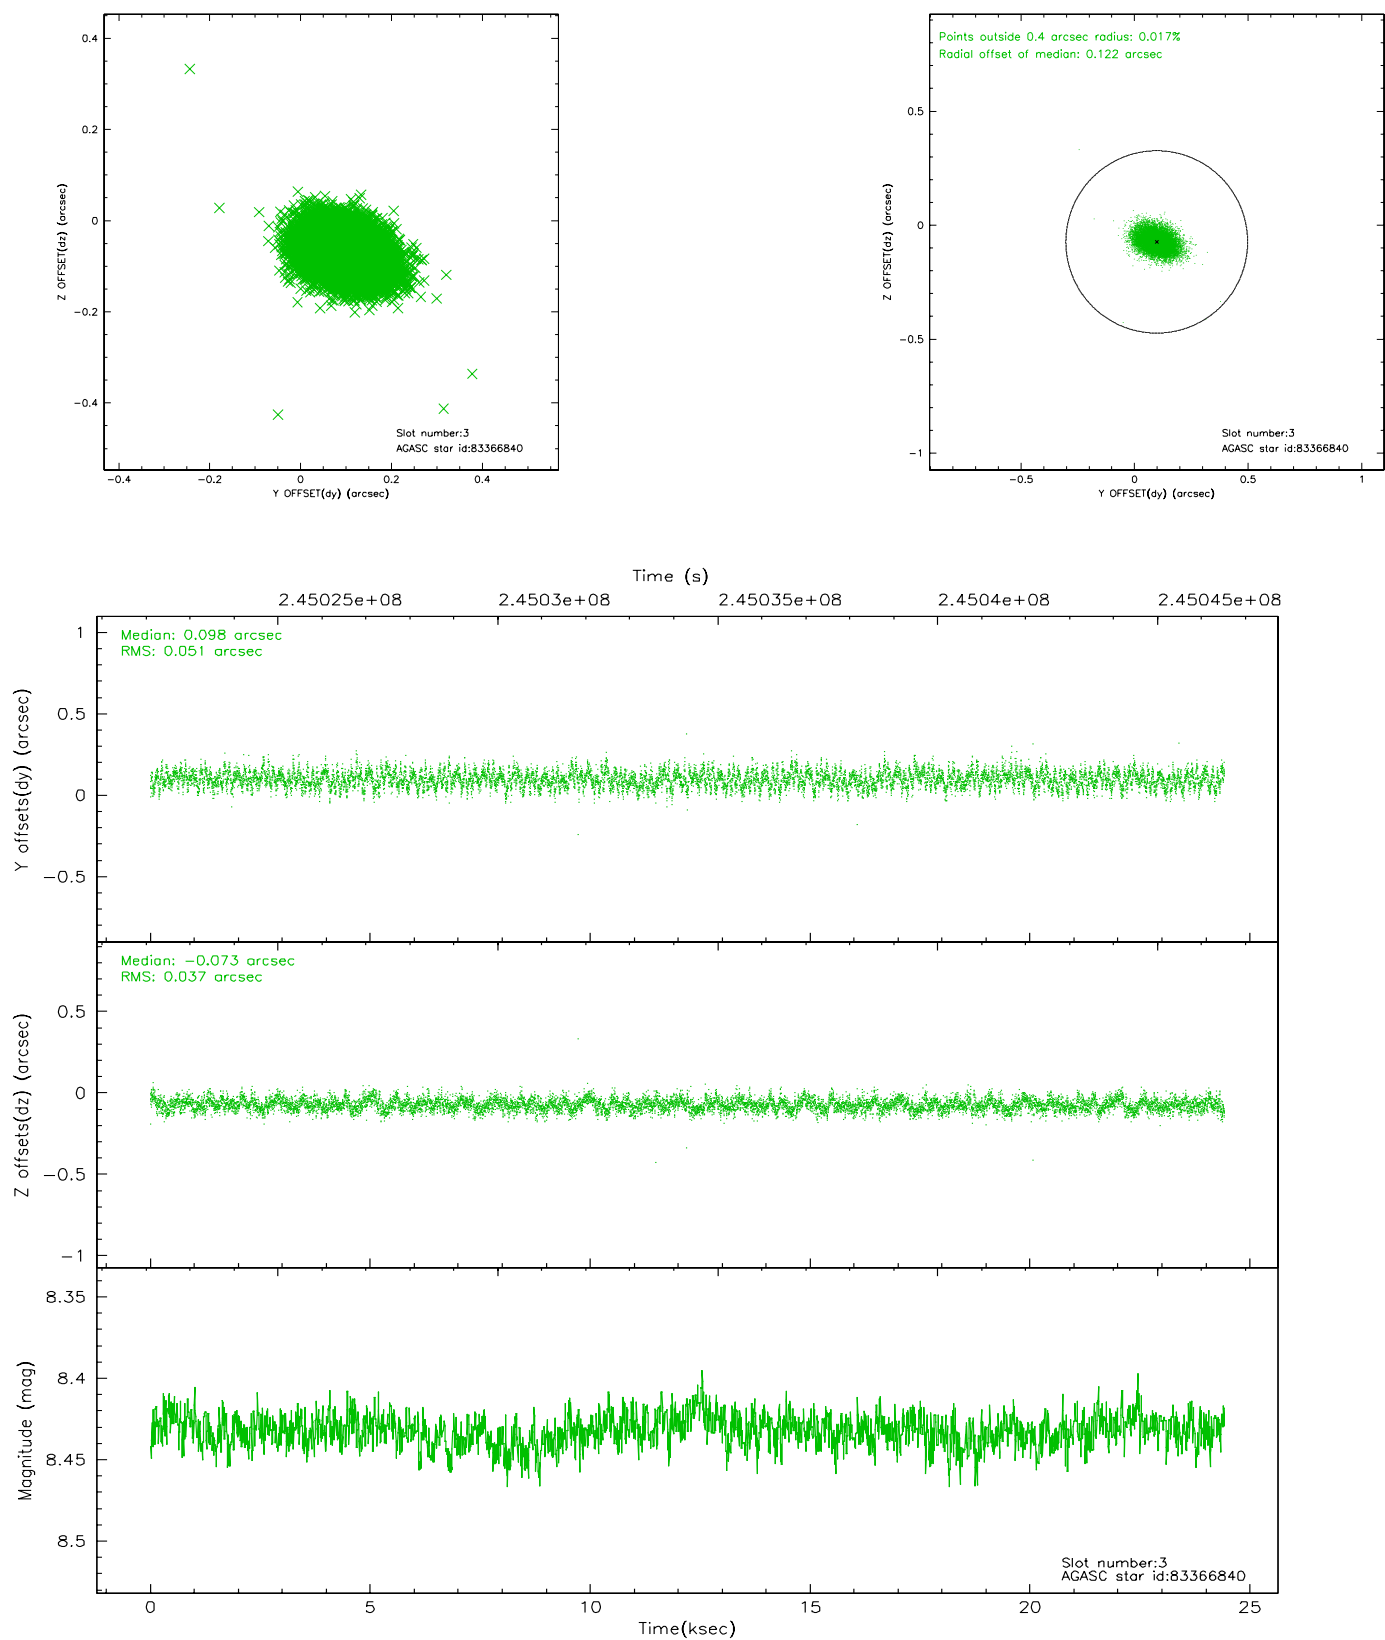 0.4
0.2
0
−0.2
−0.4
Z OFFSET(dz) (arcsec)
Slot number:3
AGASC star id:83366840
−0.4 −0.2 0 0.2 0.4
Y OFFSET(dy) (arcsec)
Points outside 0.4 arcsec radius: 0.017%
Radial offset of median: 0.122 arcsec
0.5
0
−0.5
−1
Z OFFSET(dz) (arcsec)
Slot number:3
AGASC star id:83366840
−0.5 0 0.5 1
Y OFFSET(dy) (arcsec)
Time (s)
2.45025e+08 2.4503e+08 2.45035e+08 2.4504e+08 2.45045e+08
Median: 0.098 arcsec
RMS: 0.051 arcsec
1
0.5
0
−0.5
Y offsets(dy) (arcsec)
Median: −0.073 arcsec
RMS: 0.037 arcsec
0.5
0
−0.5
−1
Z offsets(dz) (arcsec)
8.35
8.4
8.45
8.5
Magnitude (mag)
Slot number:3
AGASC star id:83366840
0 5 10 15 20 25
Time(ksec)